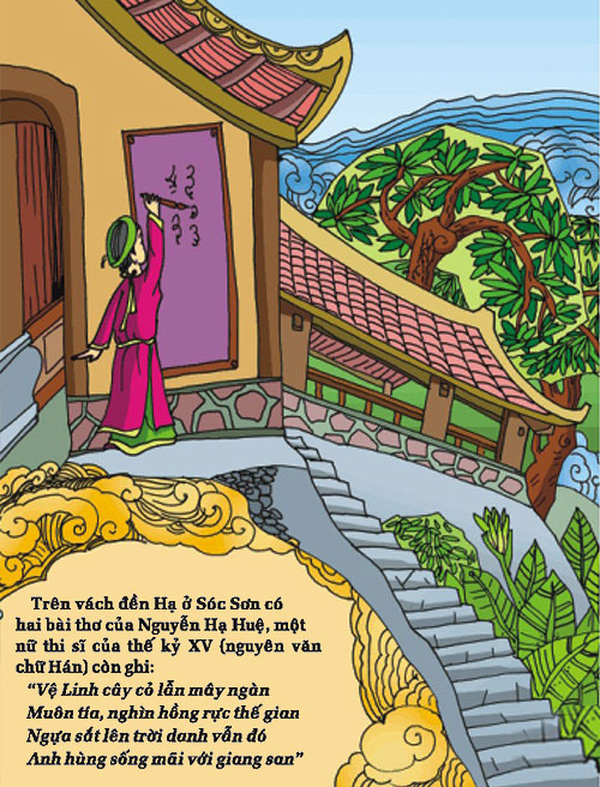 Trên vách đền Hạ ở Sóc Sơn có
hai bài thơ của Nguyễn Hạ Huệ, một
nữ thi sĩ của thế kỷ XV (nguyên văn
chữ Hán) còn ghi:
“Vệ Linh cây cỏ lẫn mây ngàn
Muôn tía, nghìn hồng rực thế gian
Ngựa sắt lên trời danh vẫn đó
Anh hùng sống mãi với giang san”